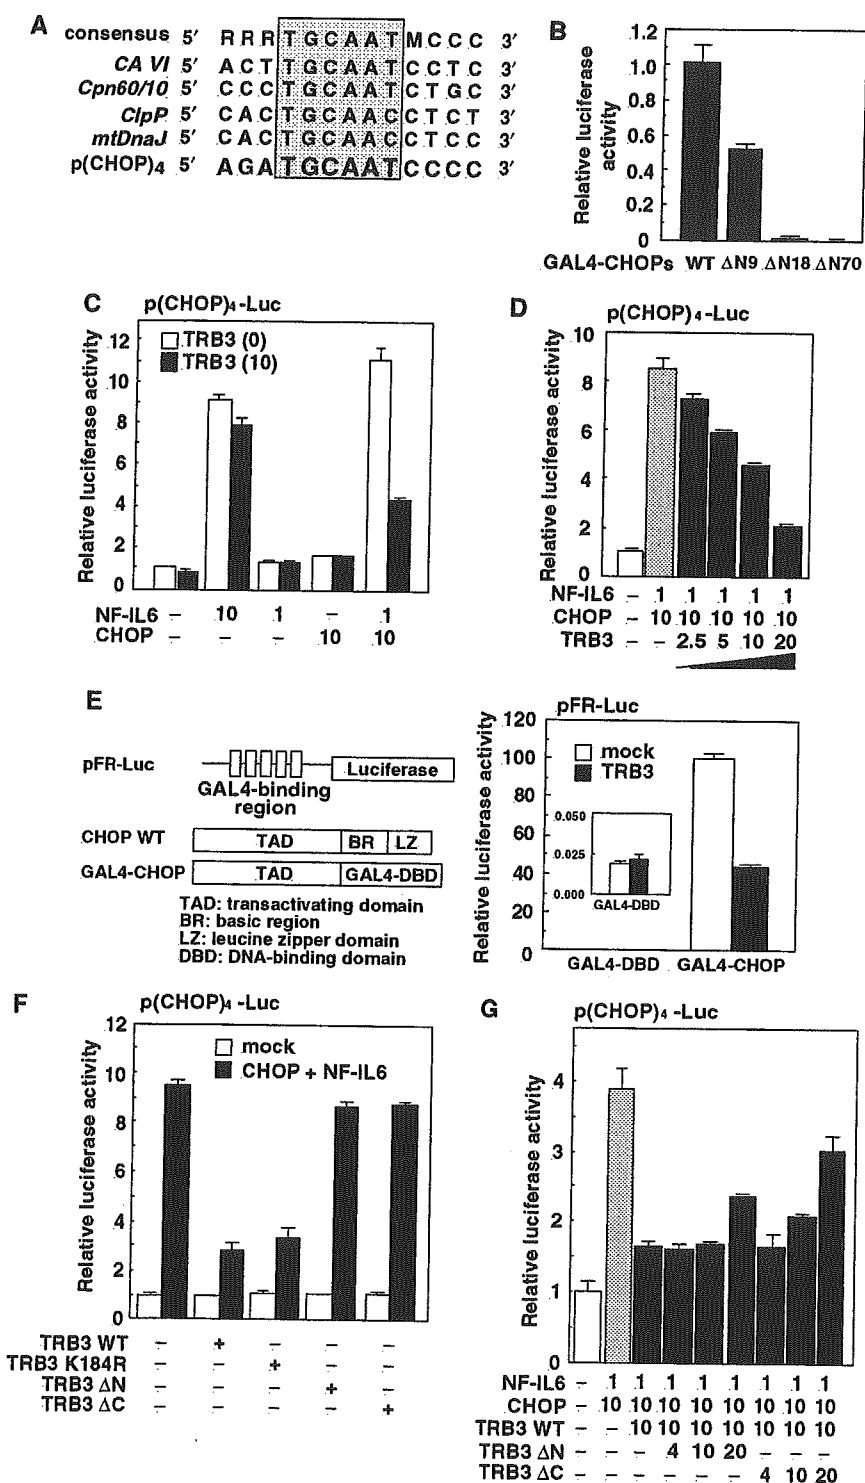 A
consensus 5′ R R R T G C A A T M C C C 3′
CA VI 5′ A C T T G C A A T C C T C 3′
Cpn60/10 5′ C C C T G C A A T C T G C 3′
ClpP 5′ C A C T G C A A C C T C T 3′
mtDnaJ 5′ C A C T G C A A C C T C C 3′
p(CHOP)4 5′ A G A T G C A A T C C C C 3′
B
Relative luciferase activity
1.2
1.0
0.8
0.6
0.4
0.2
0
GAL4-CHOPs WT ΔN9 ΔN18 ΔN70
C
p(CHOP)4-Luc
Relative luciferase activity
12
10
8
6
4
2
0
TRB3 (0)
TRB3 (10)
NF-IL6 – 10 1 – 1
CHOP – – – 10 10
D
p(CHOP)4-Luc
Relative luciferase activity
10
8
6
4
2
0
NF-IL6 – 1 1 1 1 1
CHOP – 10 10 10 10 10
TRB3 – – 2.5 5 10 20
E
pFR-Luc
Luciferase
GAL4-binding
region
CHOP WT TAD BR LZ
GAL4-CHOP TAD GAL4-DBD
TAD: transactivating domain
BR: basic region
LZ: leucine zipper domain
DBD: DNA-binding domain
pFR-Luc
Relative luciferase activity
120
100
80
60
40
20
0
mock
TRB3
0.050
0.025
0.000
GAL4-DBD
GAL4-DBD GAL4-CHOP
F
p(CHOP)4-Luc
Relative luciferase activity
12
10
8
6
4
2
0
mock
CHOP + NF-IL6
TRB3 WT – + – – –
TRB3 K184R – – + – –
TRB3 ΔN – – – + –
TRB3 ΔC – – – – +
G
p(CHOP)4-Luc
Relative luciferase activity
4
3
2
1
0
NF-IL6 – 1 1 1 1 1 1 1 1
CHOP – 10 10 10 10 10 10 10 10
TRB3 WT – – 10 10 10 10 10 10 10
TRB3 ΔN – – – 4 10 20 – – –
TRB3 ΔC – – – – – – 4 10 20